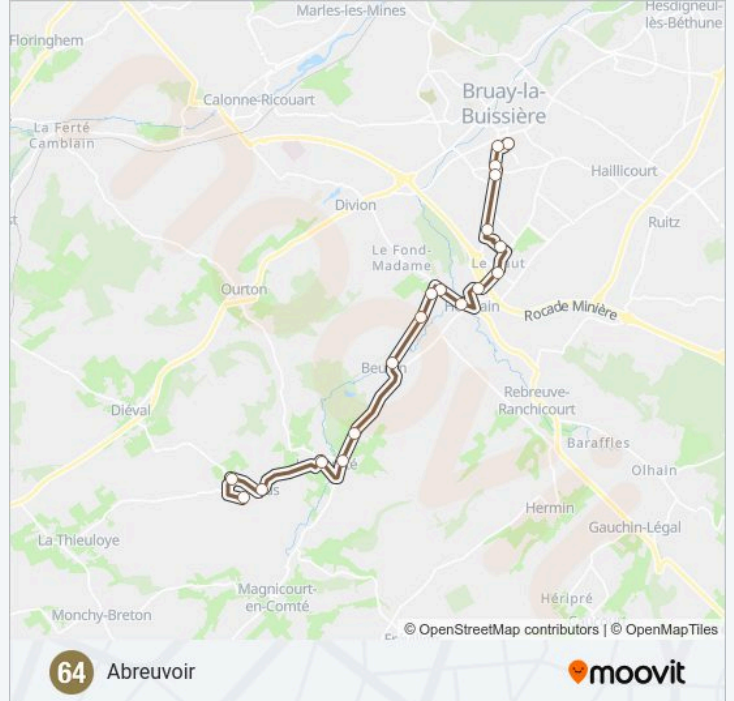 Marles-les-Mines
Hesdigneul-
lès-Béthune
Floringhem
Calonne-Ricouart
Bruay-la-
Buissière
La Ferté
Camblain
Haillicourt
Divion
Ruitz
Le Fond-
Madame
Ourton
Rocade Minière
Rebreuve-
Ranchicourt
Diéval
Baraffles
Olhain
Hermin
Gauchin-Légal
La Thieuloye
Magnicourt-
en-Comté
Héripré
Monchy-Breton
© OpenStreetMap contributors | © OpenMapTiles
64 Abreuvoir
moovit